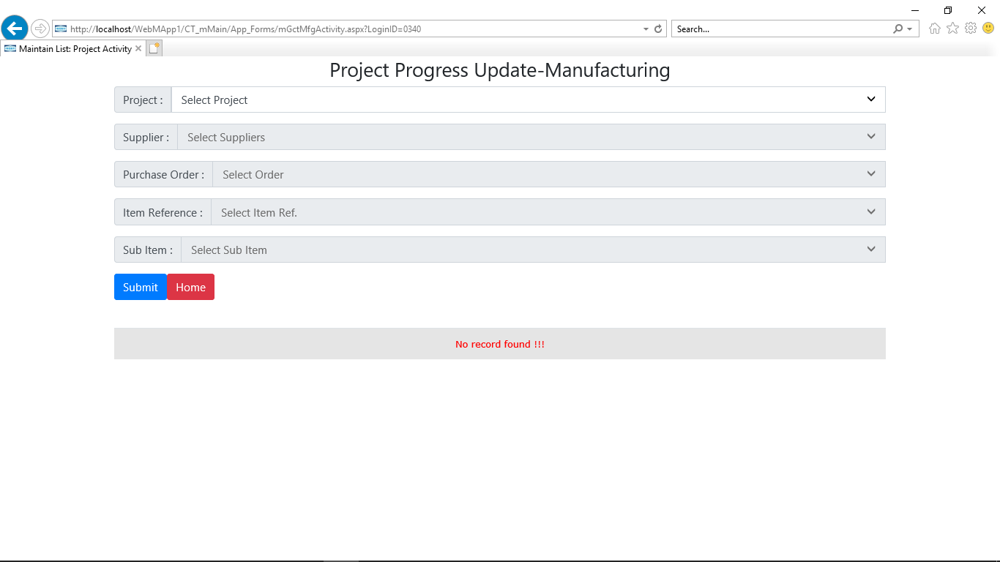 http://localhost/WebMApp1/CT_mMain/App_Forms/mGctMfgActivity.aspx?LoginID=0340
Search...
Maintain List: Project Activity
Project Progress Update-Manufacturing
Project : Select Project
Supplier : Select Suppliers
Purchase Order : Select Order
Item Reference : Select Item Ref.
Sub Item : Select Sub Item
Submit Home
No record found !!!